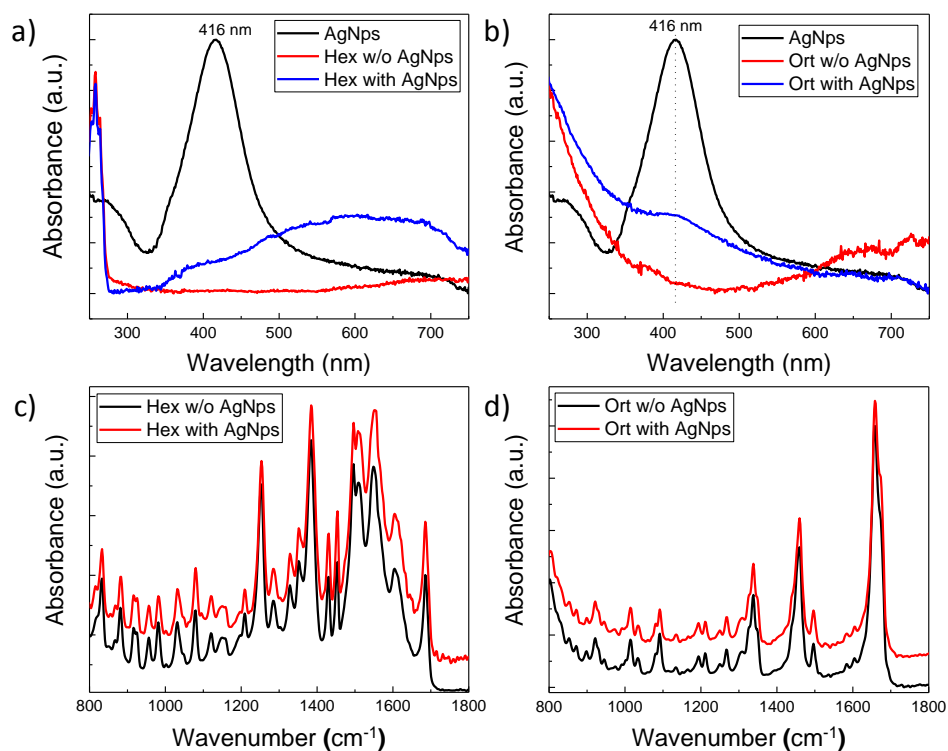 a)
416 nm
AgNps
Hex w/o AgNps
Hex with AgNps
Absorbance (a.u.)
300 400 500 600 700
Wavelength (nm)
b)
416 nm
AgNps
Ort w/o AgNps
Ort with AgNps
Absorbance (a.u.)
300 400 500 600 700
Wavelength (nm)
c)
Hex w/o AgNps
Hex with AgNps
Absorbance (a.u.)
800 1000 1200 1400 1600 1800
Wavenumber (cm⁻¹)
d)
Ort w/o AgNps
Ort with AgNps
Absorbance (a.u.)
800 1000 1200 1400 1600 1800
Wavenumber (cm⁻¹)